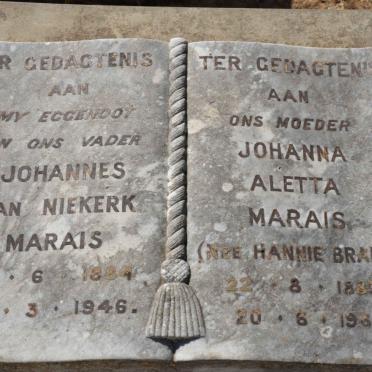 TER GEDAGTENIS
AAN
MY EGGENOOT
EN ONS VADER
JOHANNES
VAN NIEKERK
MARAIS
6 · 1884
3 · 1946.
TER GEDAGTENIS
AAN
ONS MOEDER
JOHANNA
ALETTA
MARAIS
(NEE HANNIE
22 · 8 ·
20 · 6 ·